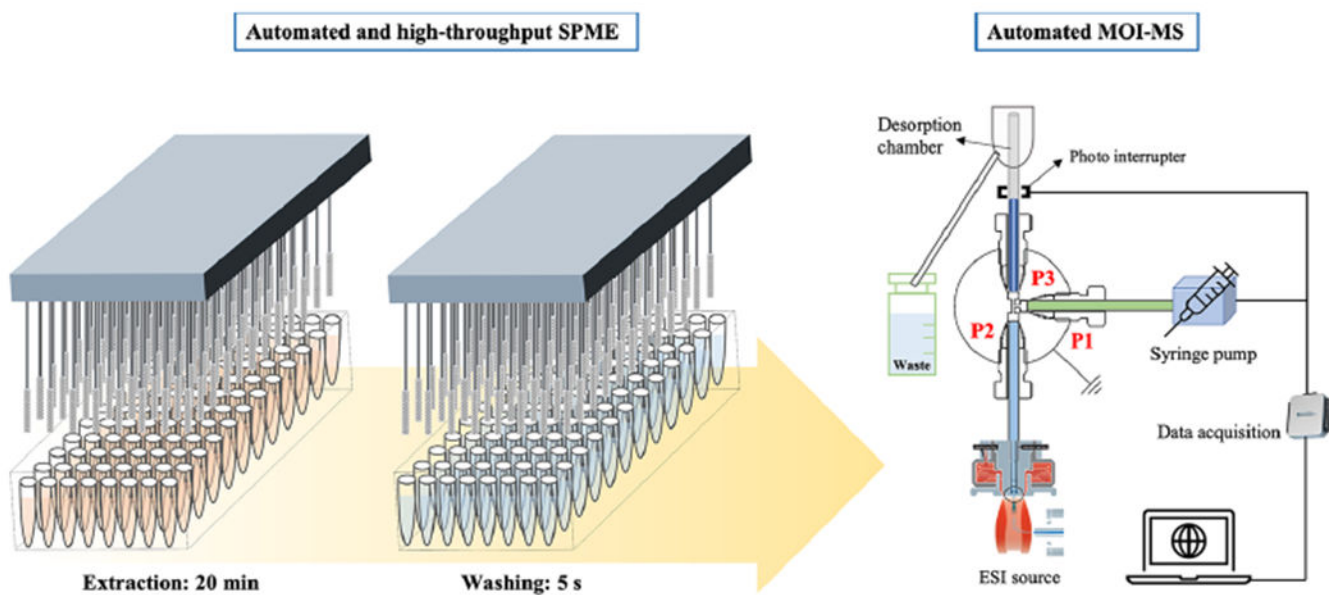 Automated and high-throughput SPME
Automated MOI-MS
Desorption
chamber
Photo interrupter
P3
P2
P1
Waste
Syringe pump
Data acquisition
ESI source
Extraction: 20 min
Washing: 5 s